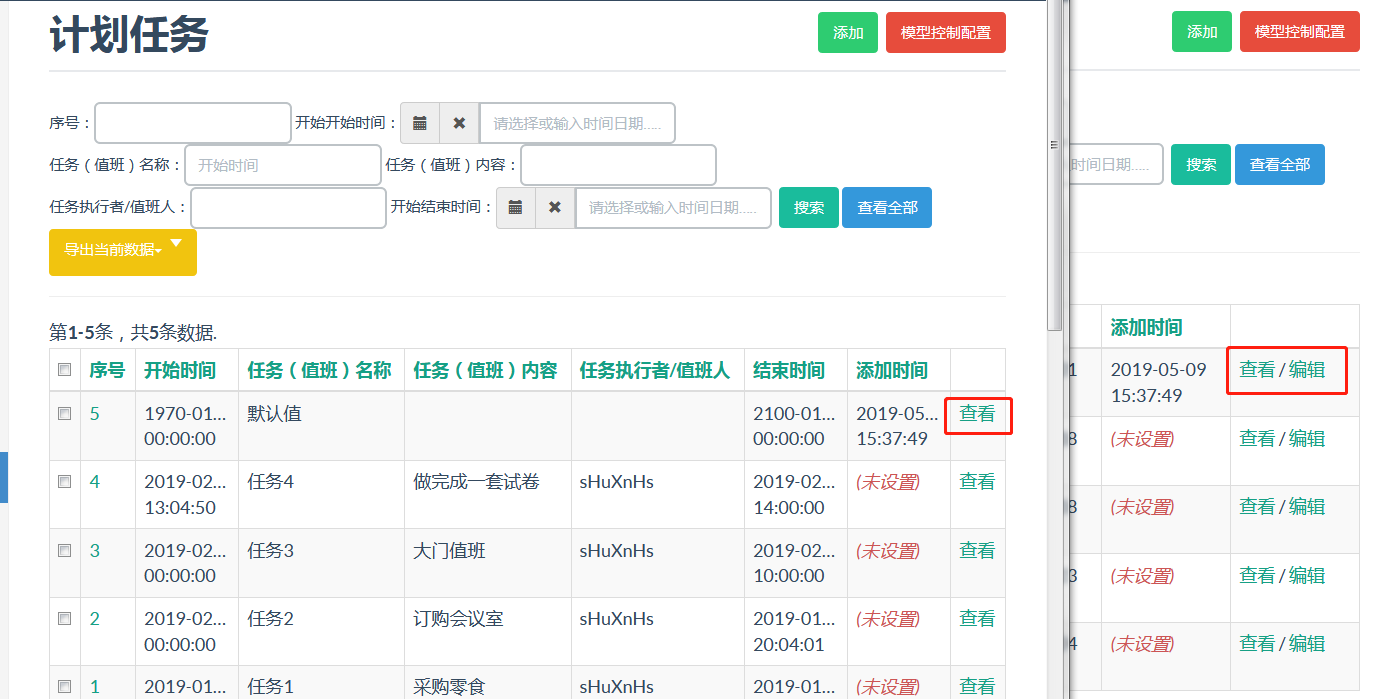 计划任务 添加 模型控制配置 添加 模型控制配置
序号： 开始开始时间： 请选择或输入时间日期.....
任务（值班）名称： 开始时间 任务（值班）内容： 时间日期..... 搜索 查看全部
任务执行者/值班人： 开始结束时间： 请选择或输入时间日期..... 搜索 查看全部
导出当前数据
第1-5条，共5条数据. 添加时间
序号 开始时间 任务（值班）名称 任务（值班）内容 任务执行者/值班人 结束时间 添加时间 1 2019-05-09 查看 / 编辑
15:37:49
5 1970-01... 默认值 2100-01... 2019-05... 查看
00:00:00 00:00:00 15:37:49 8 (未设置) 查看 / 编辑
4 2019-02... 任务4 做完成一套试卷 sHuXnHs 2019-02... (未设置) 查看
13:04:50 14:00:00 8 (未设置) 查看 / 编辑
3 2019-02... 任务3 大门值班 sHuXnHs 2019-02... (未设置) 查看
00:00:00 10:00:00 3 (未设置) 查看 / 编辑
2 2019-02... 任务2 订购会议室 sHuXnHs 2019-01... (未设置) 查看
00:00:00 20:04:01 4 (未设置) 查看 / 编辑
1 2019-01... 任务1 采购零食 sHuXnHs 2019-01... (未设置) 查看